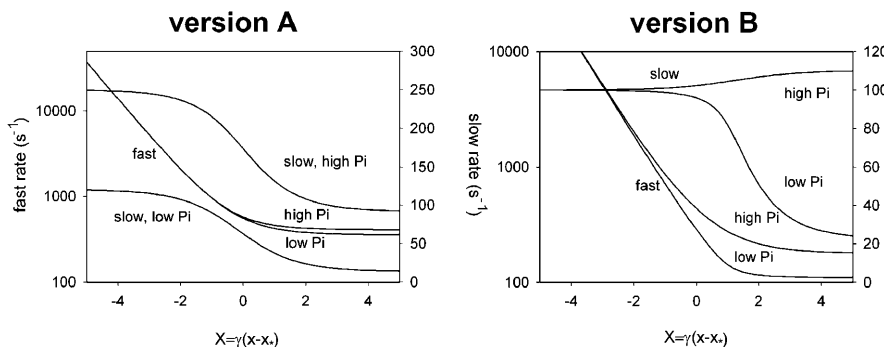 version A
version B
300
250
200
150
100
50
0
10000
1000
100
fast rate (s-1)
slow rate (s-1)
fast
slow, high Pi
slow, low Pi
high Pi
low Pi
-4
-2
0
2
4
X=γ(x-x*)
10000
1000
100
120
100
80
60
40
20
0
slow
high Pi
low Pi
fast
high Pi
low Pi
-4
-2
0
2
4
X=γ(x-x*)